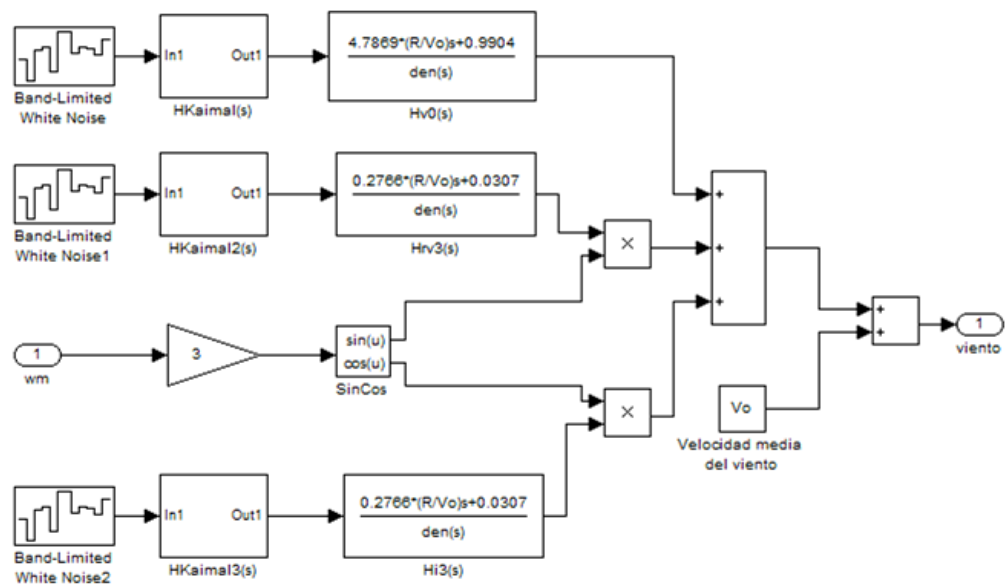 In1
Out1
4.7869*(R/Vo)s+0.9904
den(s)
Band-Limited
White Noise
HKaimal(s)
Hv0(s)
In1
Out1
0.2766*(R/Vo)s+0.0307
den(s)
Band-Limited
White Noise1
HKaimal2(s)
Hrv3(s)
×
+
+
+
1
wm
3
sin(u)
cos(u)
SinCos
+
+
1
viento
×
Vo
Velocidad media
del viento
In1
Out1
0.2766*(R/Vo)s+0.0307
den(s)
Band-Limited
White Noise2
HKaimal3(s)
Hi3(s)